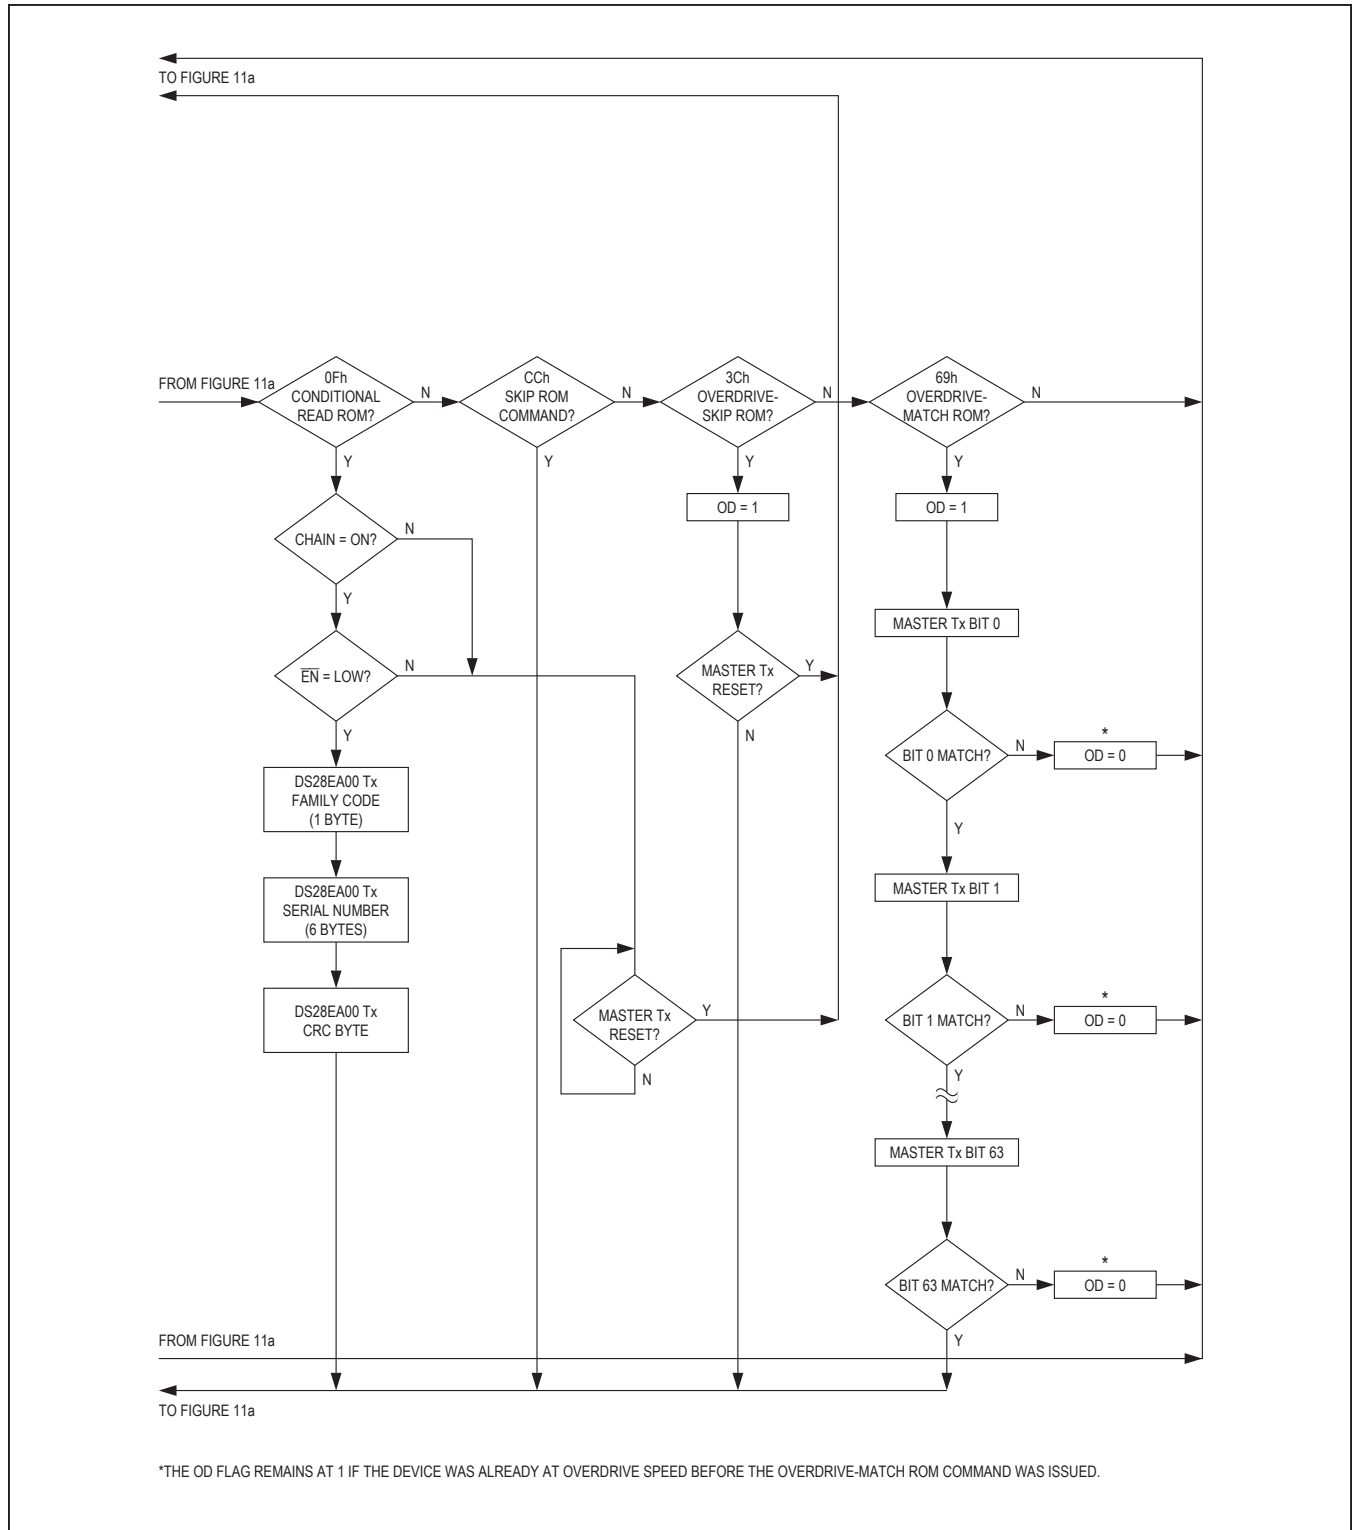 TO FIGURE 11a
FROM FIGURE 11a
0Fh
CONDITIONAL
READ ROM?
N
CCh
SKIP ROM
COMMAND?
N
3Ch
OVERDRIVE-
SKIP ROM?
N
69h
OVERDRIVE-
MATCH ROM?
N
Y
Y
Y
Y
CHAIN = ON?
N
OD = 1
OD = 1
Y
MASTER Tx BIT 0
E̅N̅ = LOW?
N
MASTER Tx
RESET?
Y
Y
N
BIT 0 MATCH?
N
*
OD = 0
DS28EA00 Tx
FAMILY CODE
(1 BYTE)
Y
MASTER Tx BIT 1
DS28EA00 Tx
SERIAL NUMBER
(6 BYTES)
DS28EA00 Tx
CRC BYTE
MASTER Tx
RESET?
Y
N
BIT 1 MATCH?
N
*
OD = 0
Y
MASTER Tx BIT 63
BIT 63 MATCH?
N
*
OD = 0
Y
FROM FIGURE 11a
TO FIGURE 11a
*THE OD FLAG REMAINS AT 1 IF THE DEVICE WAS ALREADY AT OVERDRIVE SPEED BEFORE THE OVERDRIVE-MATCH ROM COMMAND WAS ISSUED.